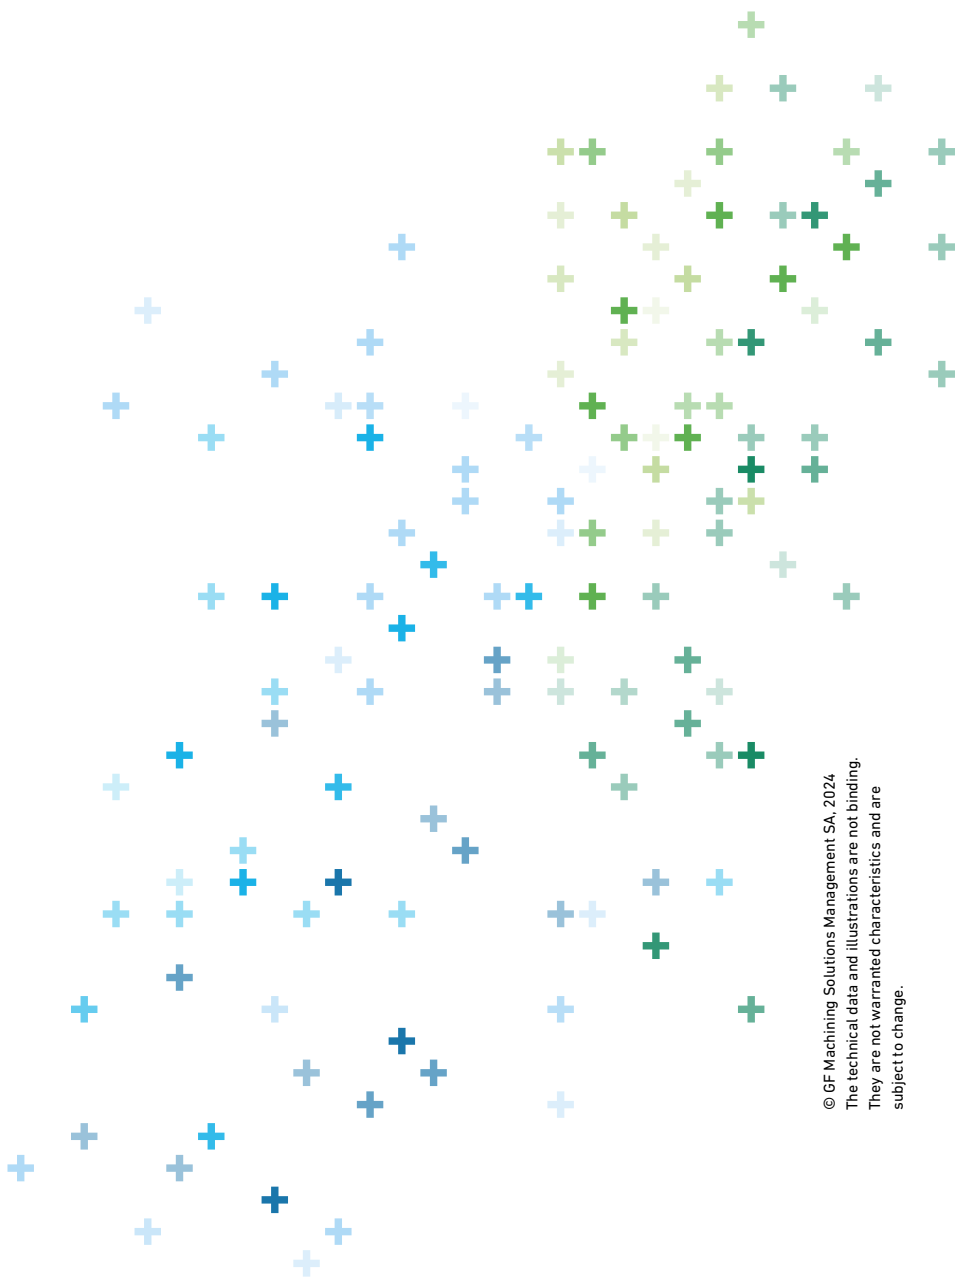 © GF Machining Solutions Management SA, 2024
The technical data and illustrations are not binding.
They are not warranted characteristics and are
subject to change.